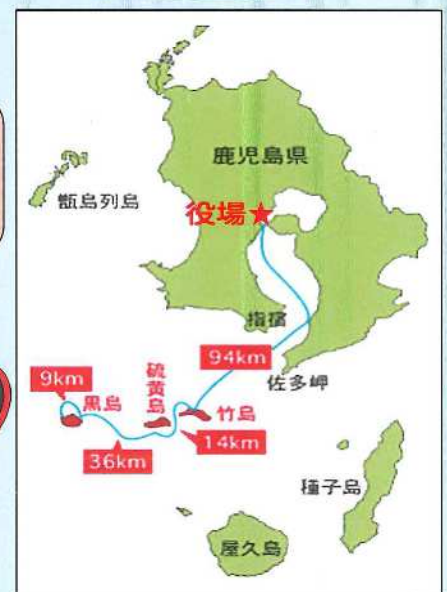 鹿児島県
甑島列島
役場★
指宿
94km
佐多岬
9km
硫黄島
黒島
竹島
14km
36km
種子島
屋久島